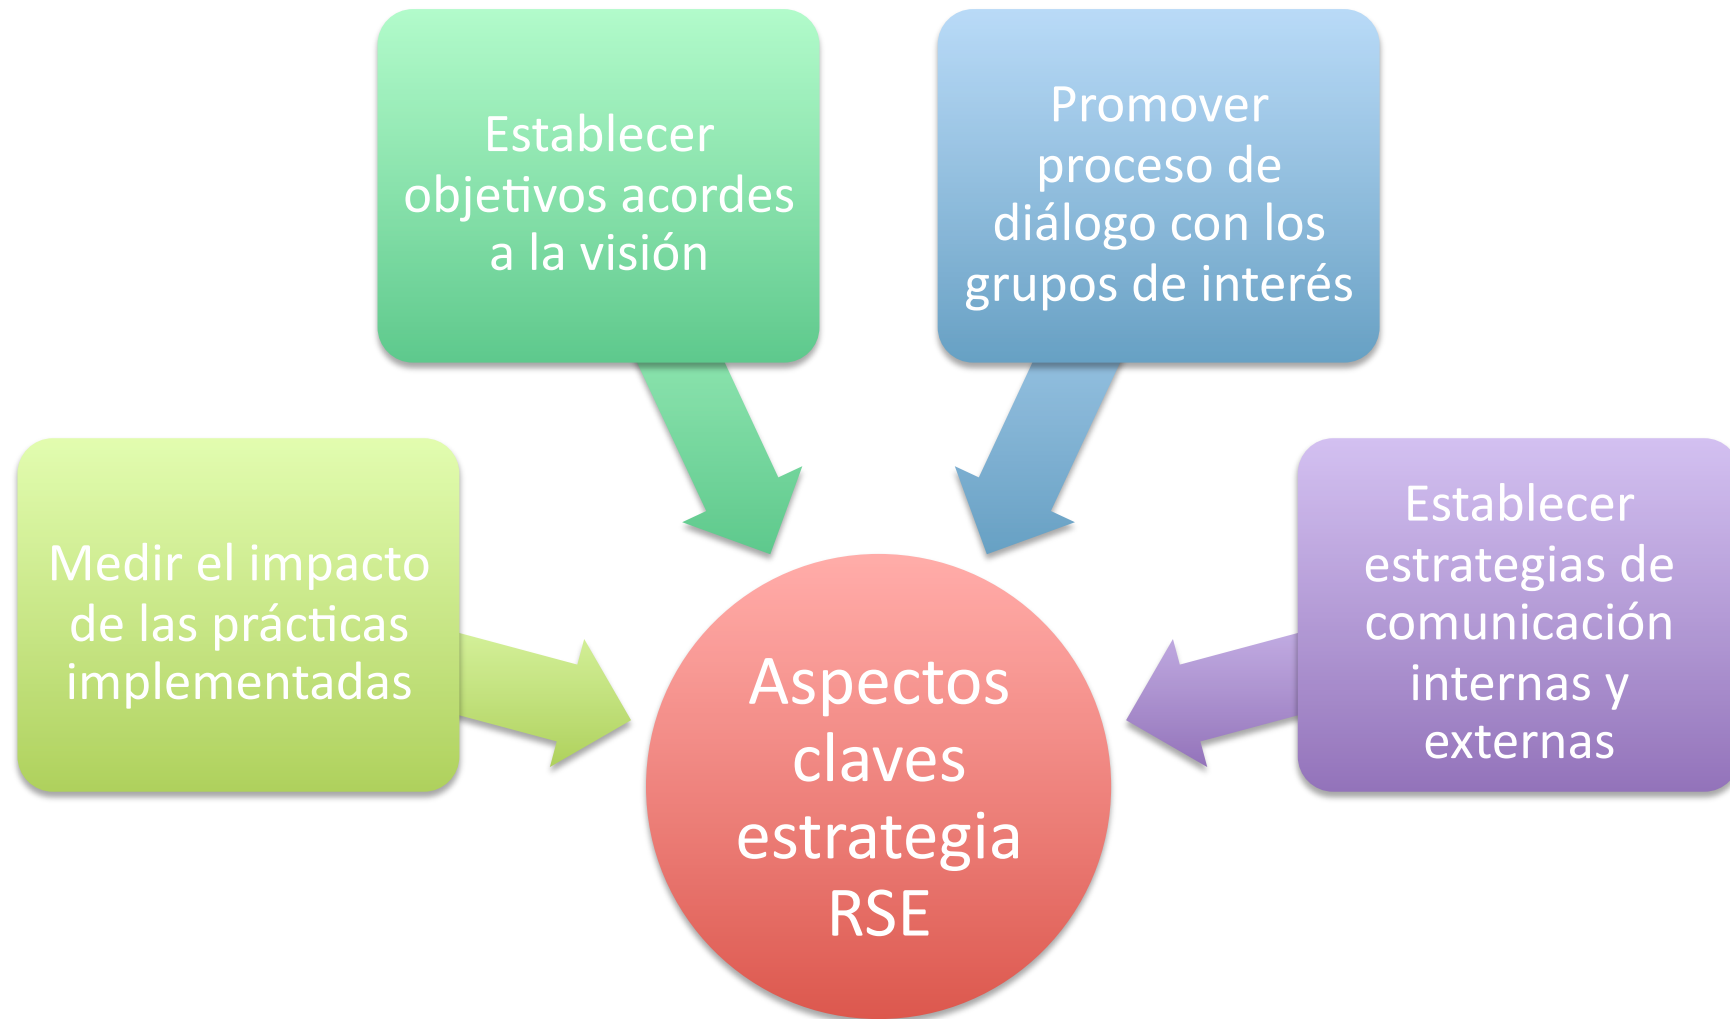 Establecer
objetivos acordes
a la visión
Promover
proceso de
diálogo con los
grupos de interés
Medir el impacto
de las prácticas
implementadas
Establecer
estrategias de
comunicación
internas y
externas
Aspectos
claves
estrategia
RSE